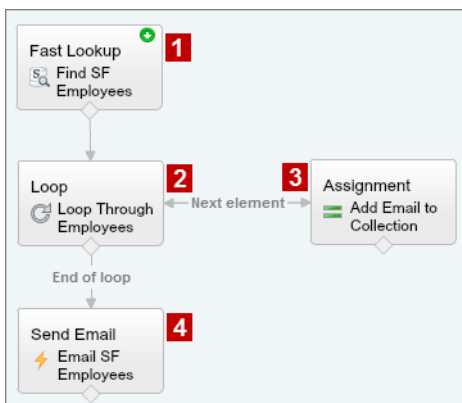 Fast Lookup
1
Find SF
Employees
Loop
2
Loop Through
Employees
Next element
3
Assignment
Add Email to
Collection
End of loop
Send Email
4
Email SF
Employees